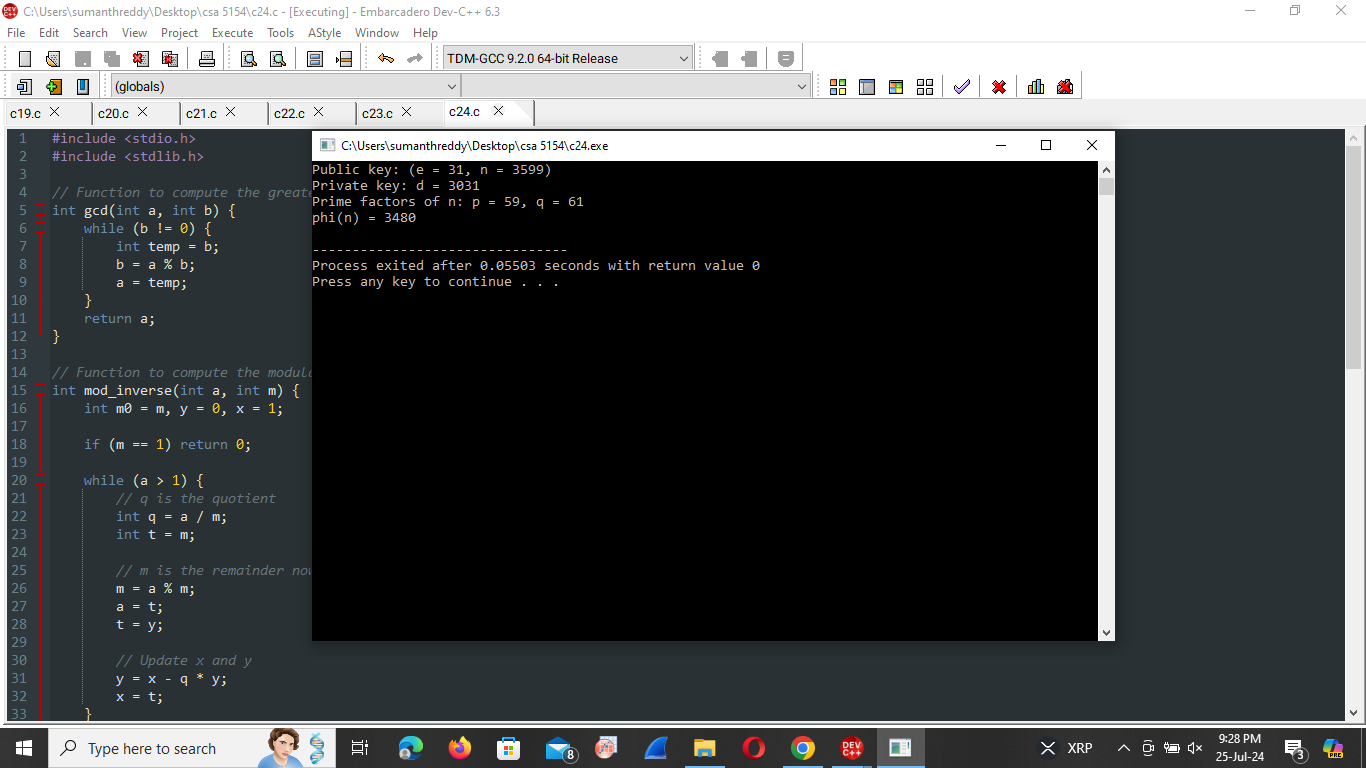 C:\Users\sumanthreddy\Desktop\csa 5154\c24.c - [Executing] - Embarcadero Dev-C++ 6.3
File Edit Search View Project Execute Tools AStyle Window Help
TDM-GCC 9.2.0 64-bit Release
(globals)
c19.c c20.c c21.c c22.c c23.c c24.c
1 #include <stdio.h>
2 #include <stdlib.h>
3
4 // Function to compute the
5 int gcd(int a, int b) {
6 while (b != 0) {
7 int temp = b;
8 b = a % b;
9 a = temp;
10 }
11 return a;
12 }
13
14 // Function to compute the
15 int mod_inverse(int a, int m) {
16 int m0 = m, y = 0, x = 1;
17
18 if (m == 1) return 0;
19
20 while (a > 1) {
21 // q is the quotient
22 int q = a / m;
23 int t = m;
24
25 // m is the remainder
26 m = a % m;
27 a = t;
28 t = y;
29
30 // Update x and y
31 y = x - q * y;
32 x = t;
33 }
C:\Users\sumanthreddy\Desktop\csa 5154\c24.exe
Public key: (e = 31, n = 3599)
Private key: d = 3031
Prime factors of n: p = 59, q = 61
phi(n) = 3480
--------------------------------
Process exited after 0.05503 seconds with return value 0
Press any key to continue . . .
Type here to search
8
DEV C++
XRP
9:28 PM
25-Jul-24
3
PRE